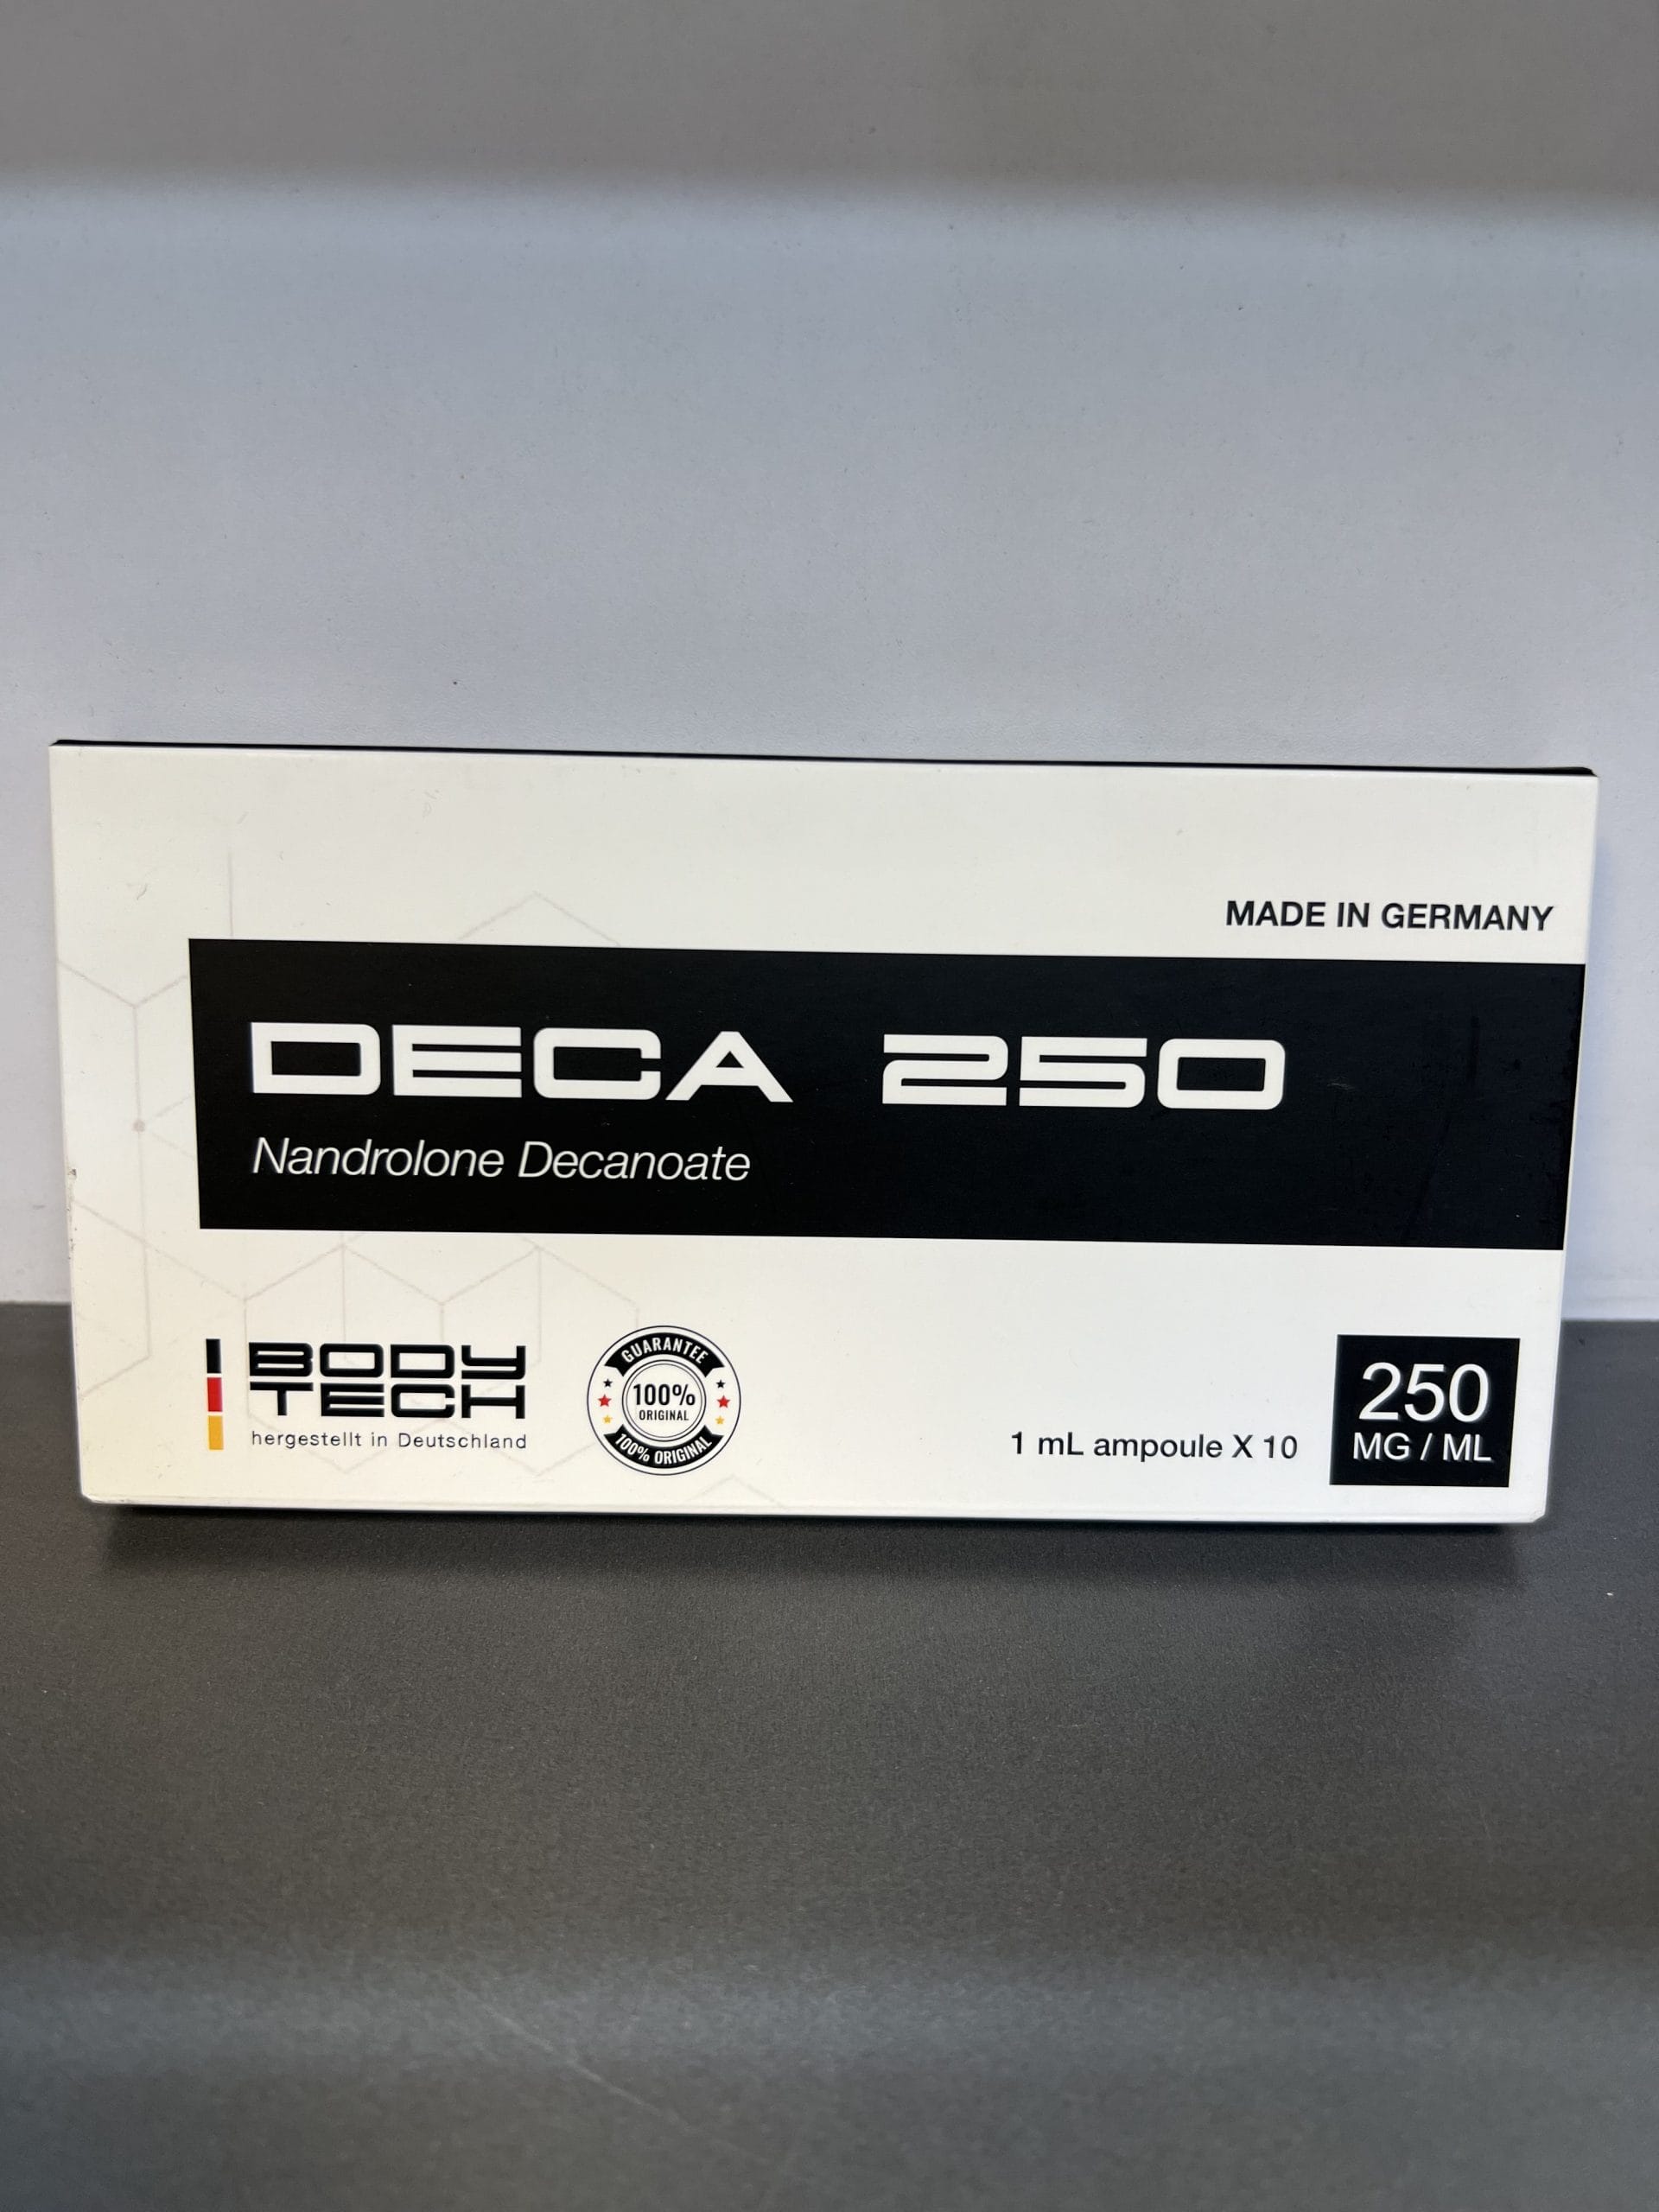 MADE IN GERMANY
DECA 250
Nandrolone Decanoate
BODY
TECH
hergestellt in Deutschland
GUARANTEE
100%
ORIGINAL
100% ORIGINAL
1 mL ampoule X 10
250
MG / ML